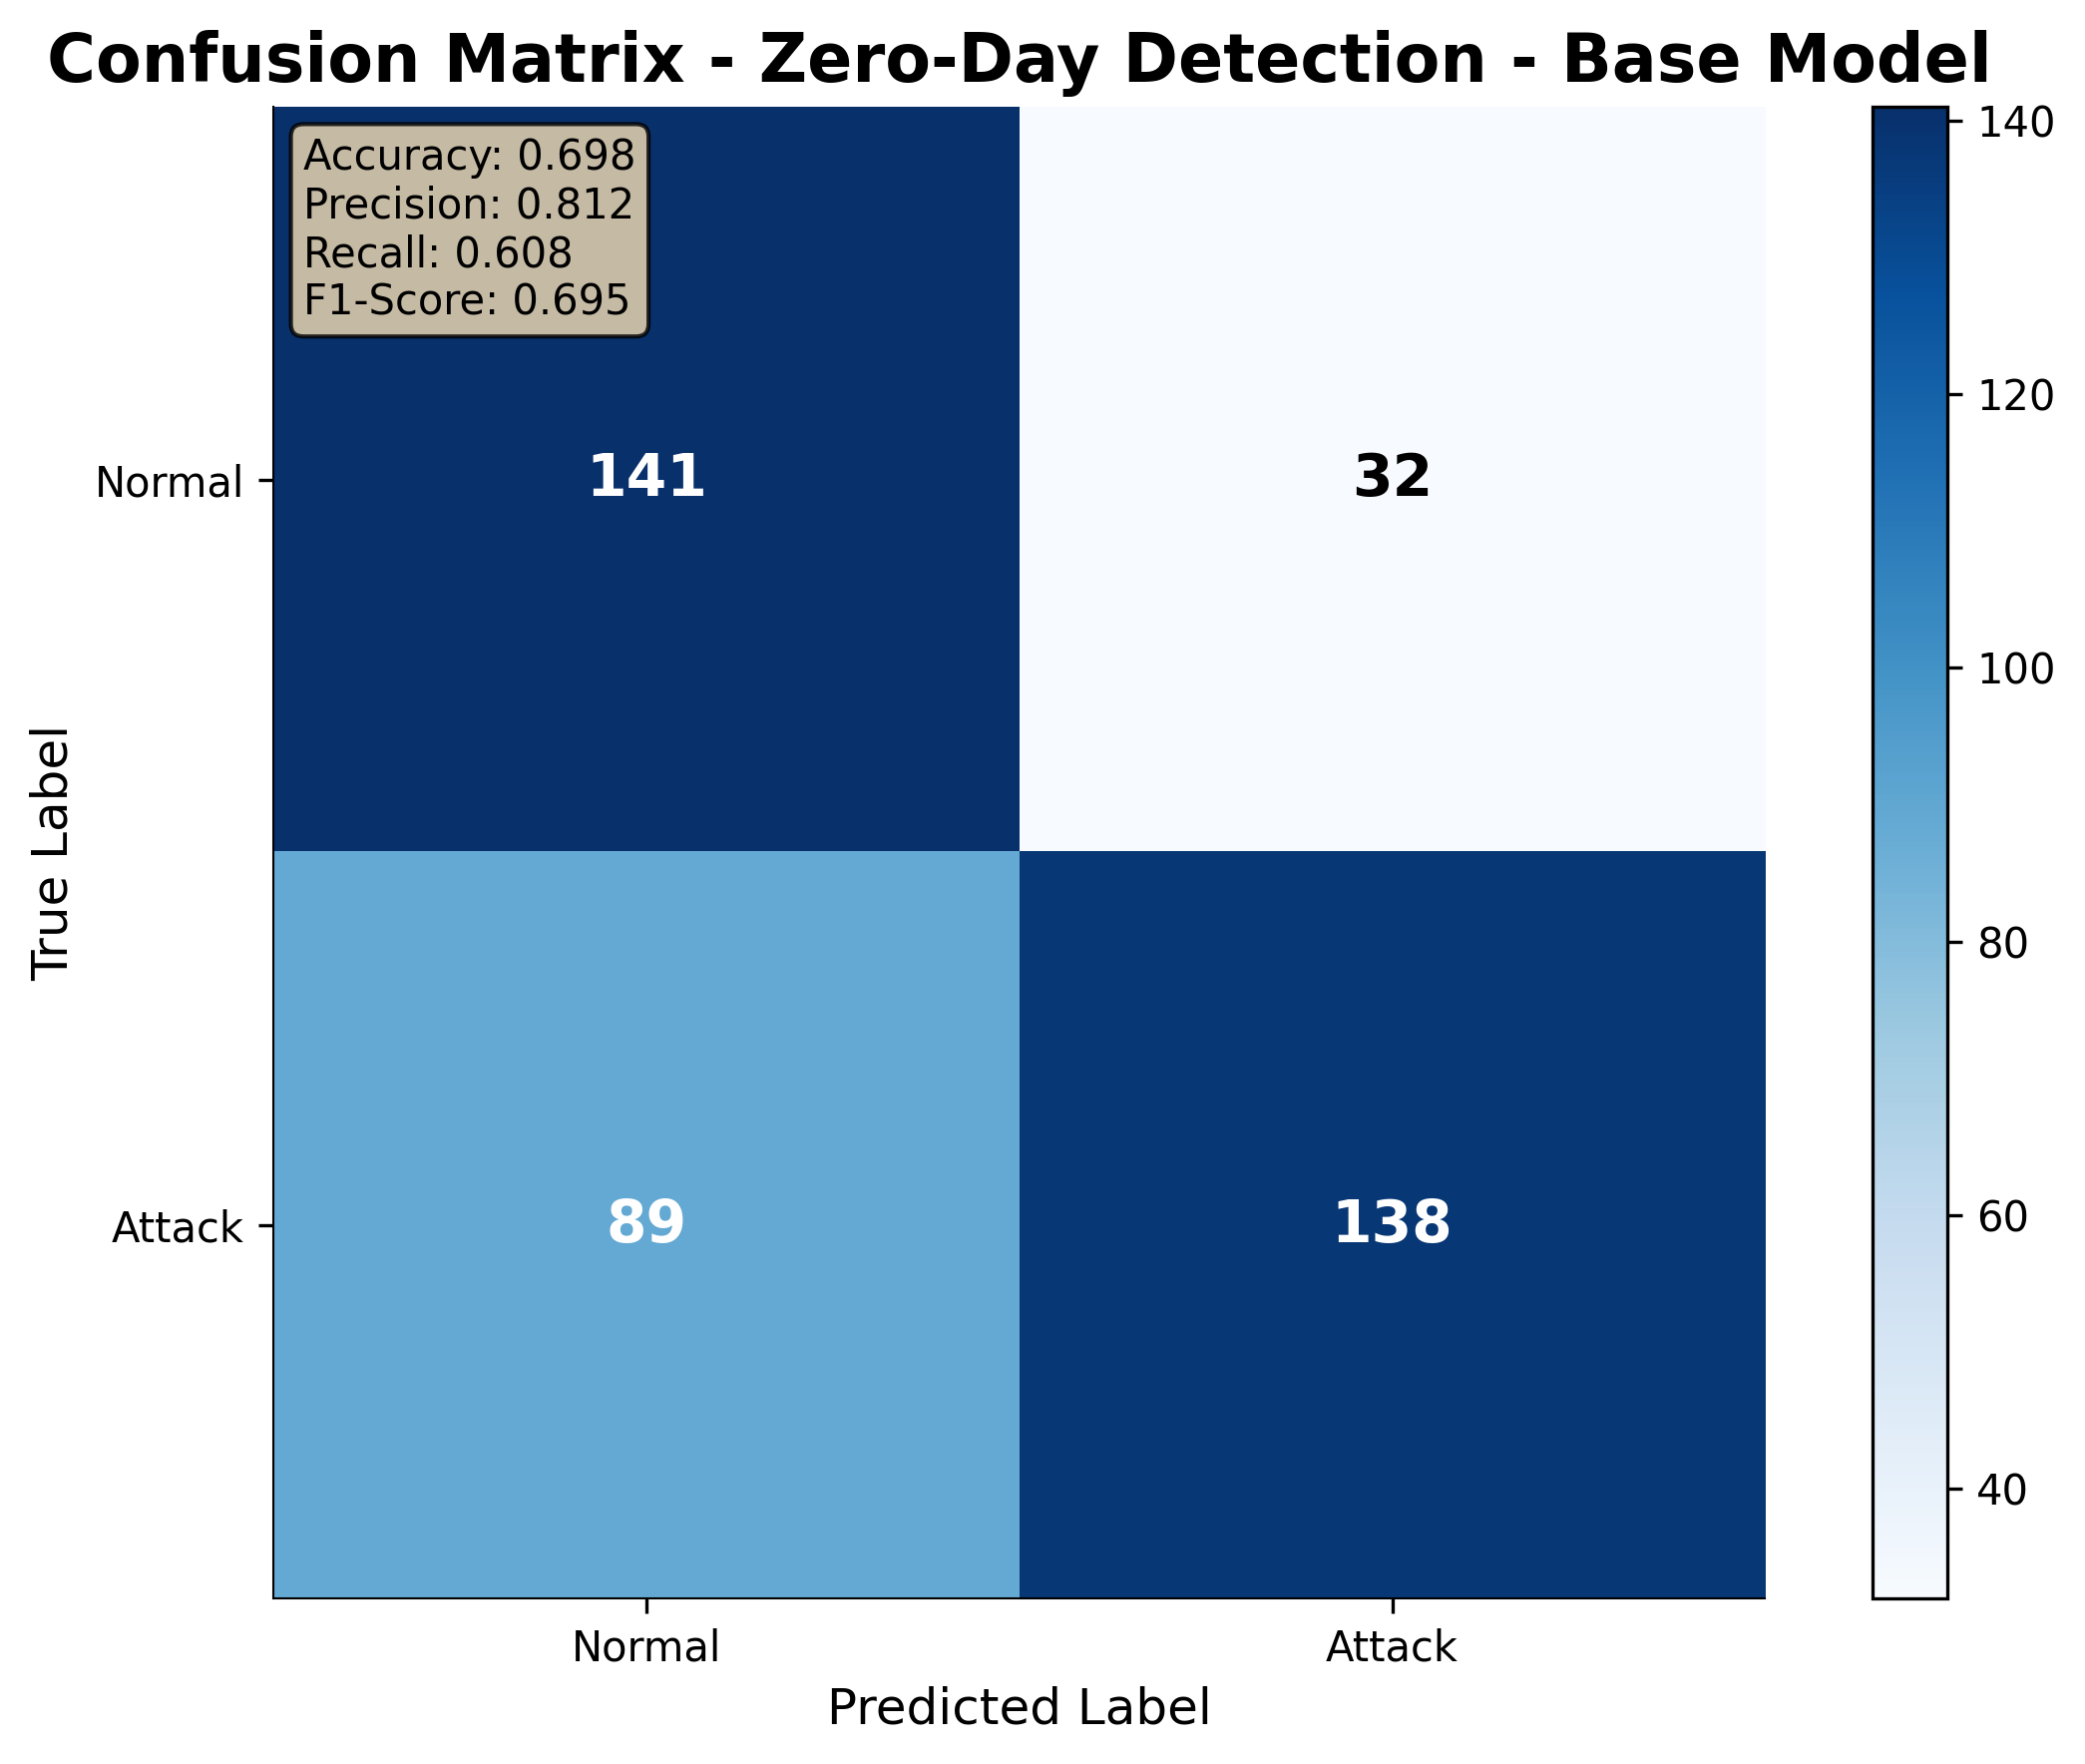 Confusion Matrix - Zero-Day Detection - Base Model
Accuracy: 0.698
Precision: 0.812
Recall: 0.608
F1-Score: 0.695
True Label
Normal
141
32
Attack
89
138
Normal
Attack
Predicted Label
140
120
100
80
60
40